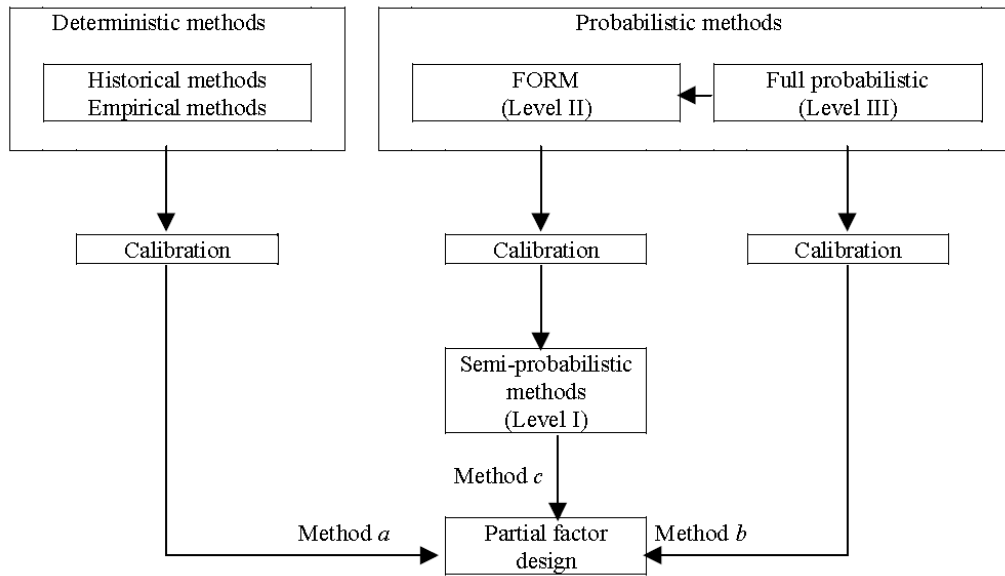 Deterministic methods
Probabilistic methods
Historical methods
Empirical methods
FORM
(Level II)
Full probabilistic
(Level III)
Calibration
Calibration
Calibration
Semi-probabilistic
methods
(Level I)
Method c
Method a
Partial factor
design
Method b